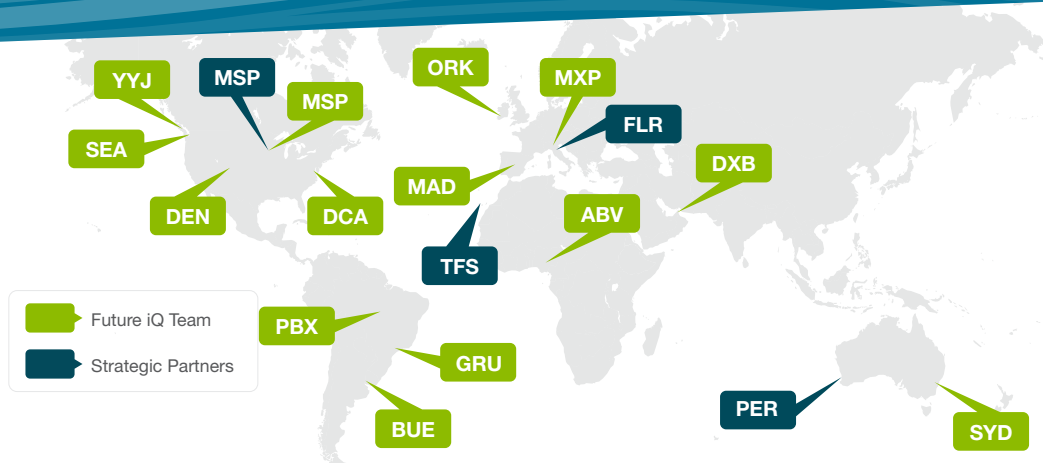 YYJ
MSP
MSP
ORK
MXP
SEA
FLR
DXB
MAD
DEN
DCA
ABV
TFS
Future iQ Team
PBX
Strategic Partners
GRU
BUE
PER
SYD